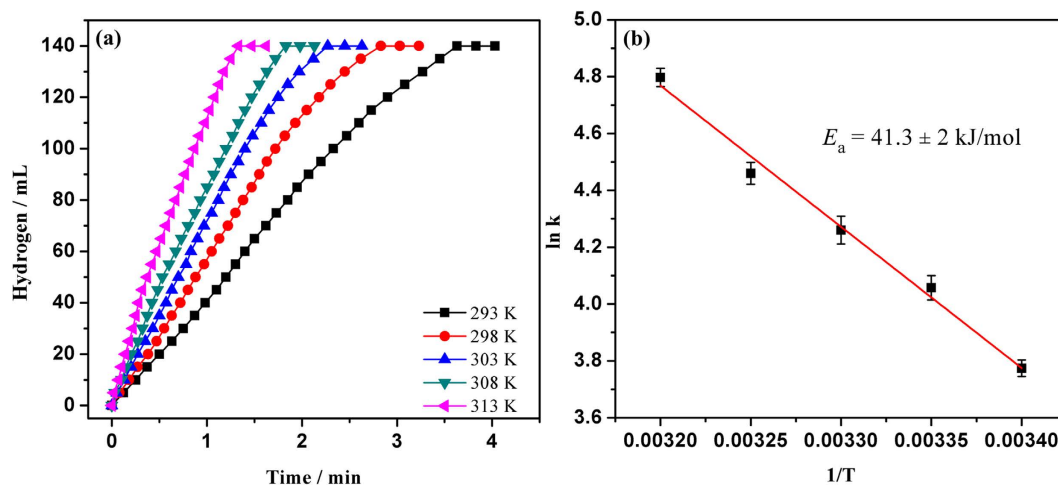 (a)
Hydrogen / mL
140
120
100
80
60
40
20
0
293 K
298 K
303 K
308 K
313 K
0
1
2
3
4
Time / min
(b)
ln k
5.0
4.8
4.6
4.4
4.2
4.0
3.8
3.6
Ea = 41.3 ± 2 kJ/mol
0.00320
0.00325
0.00330
0.00335
0.00340
1/T